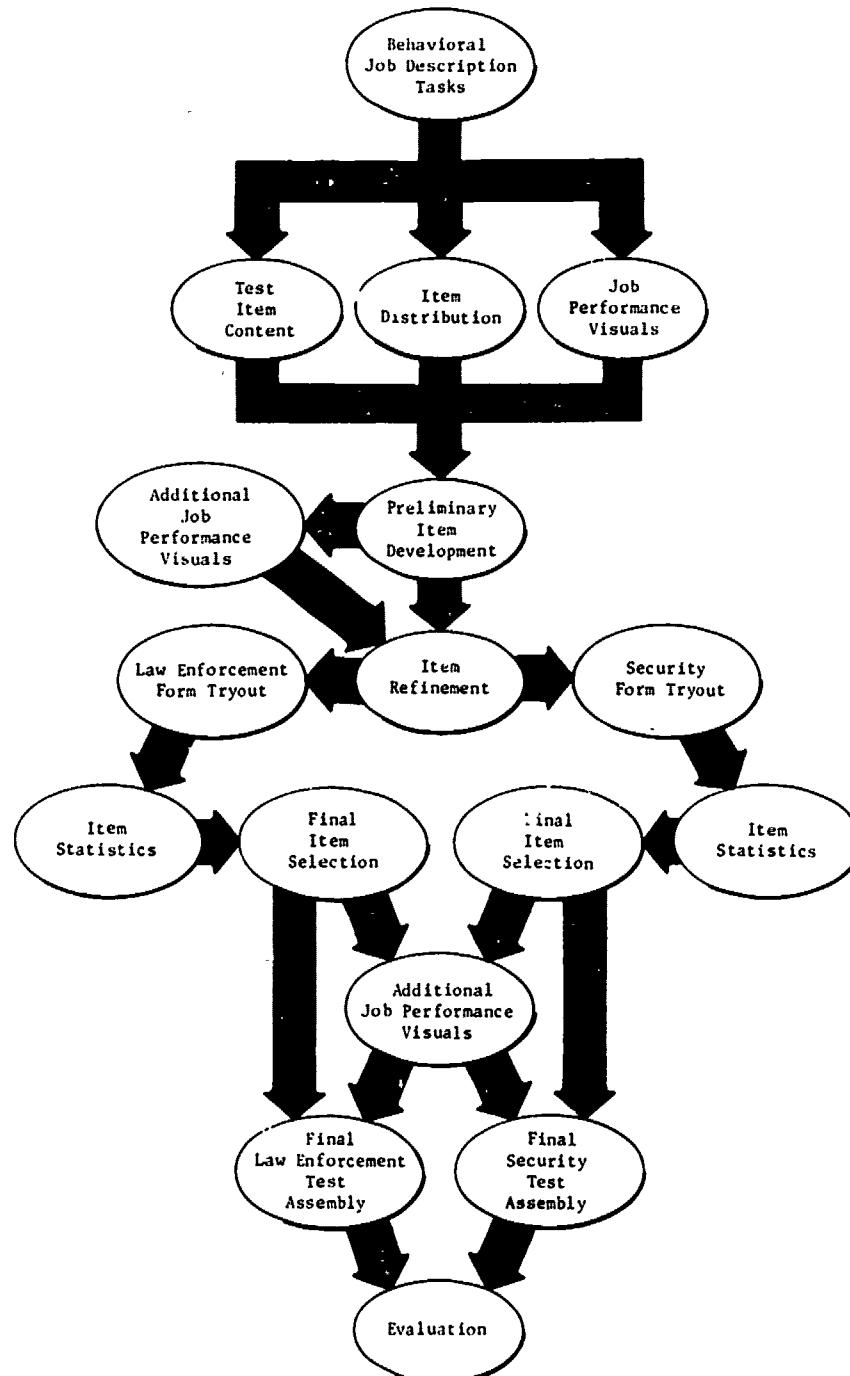 Behavioral
Job Description
Tasks
Test
Item
Content
Item
Distribution
Job
Performance
Visuals
Additional
Job
Performance
Visuals
Preliminary
Item
Development
Law Enforcement
Form Tryout
Item
Refinement
Security
Form Tryout
Item
Statistics
Final
Item
Selection
Final
Item
Selection
Item
Statistics
Additional
Job Performance
Visuals
Final
Law Enforcement
Test
Assembly
Final
Security
Test
Assembly
Evaluation